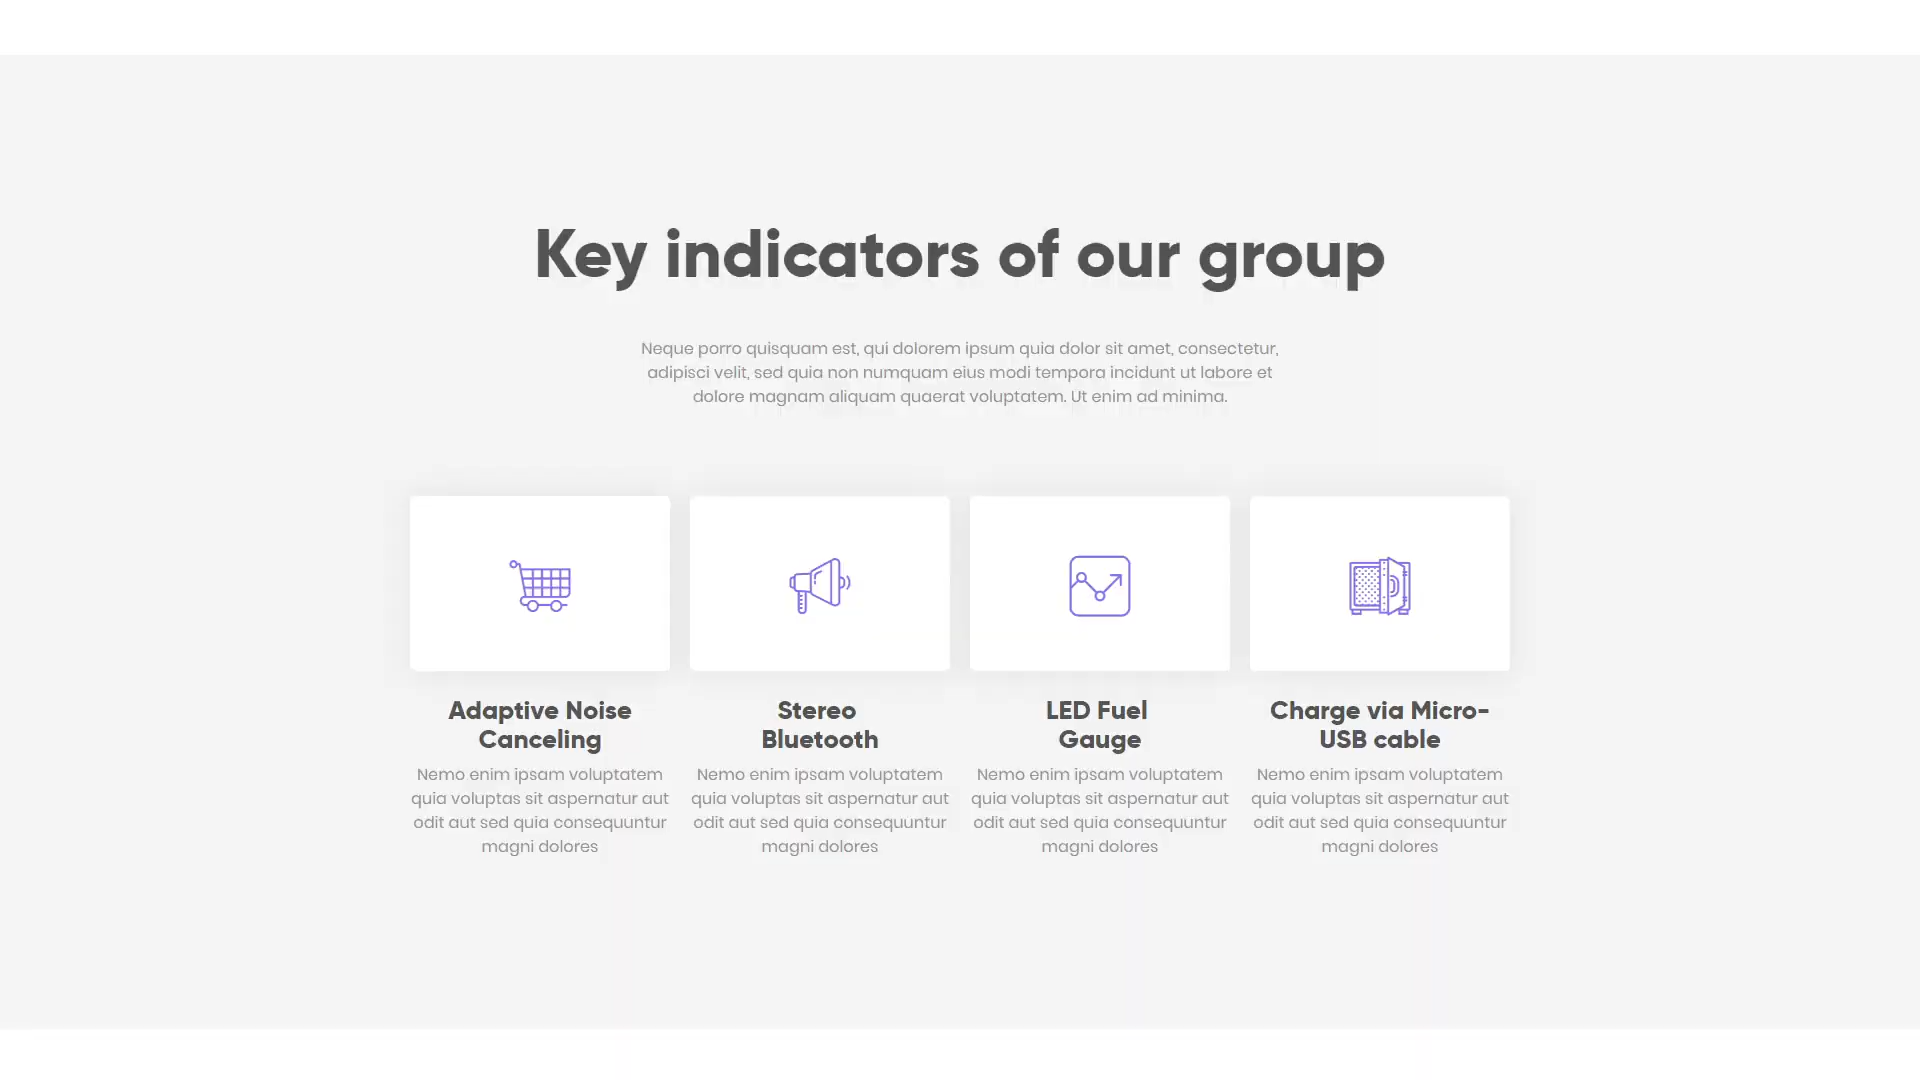 Key indicators of our group
Neque porro quisquam est, qui dolorem ipsum quia dolor sit amet, consectetur,
adipisci velit, sed quia non numquam eius modi tempora incidunt ut labore et
dolore magnam aliquam quaerat voluptatem. Ut enim ad minima.
Adaptive Noise
Canceling
Nemo enim ipsam voluptatem
quia voluptas sit aspernatur aut
odit aut sed quia consequuntur
magni dolores
Stereo
Bluetooth
Nemo enim ipsam voluptatem
quia voluptas sit aspernatur aut
odit aut sed quia consequuntur
magni dolores
LED Fuel
Gauge
Nemo enim ipsam voluptatem
quia voluptas sit aspernatur aut
odit aut sed quia consequuntur
magni dolores
Charge via Micro-
USB cable
Nemo enim ipsam voluptatem
quia voluptas sit aspernatur aut
odit aut sed quia consequuntur
magni dolores